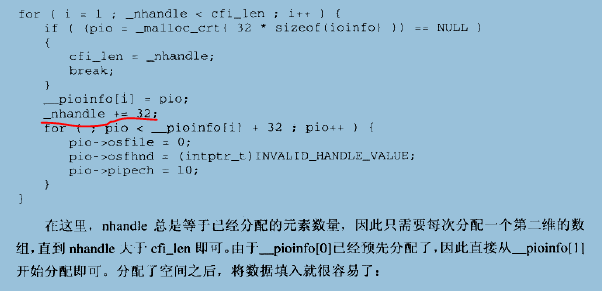 for ( i = 1 ; _nhandle < cfi_len ; i++ ) {
if ( (pio = _malloc_crt( 32 * sizeof(ioinfo) )) == NULL )
{
cfi_len = _nhandle;
break;
}
__pioinfo[i] = pio;
_nhandle += 32;
for ( ; pio < __pioinfo[i] + 32 ; pio++ ) {
pio->osfile = 0;
pio->osfhnd = (intptr_t)INVALID_HANDLE_VALUE;
pio->pipech = 10;
}
}
在这里，nhandle 总是等于已经分配的元素数量，因此只需要每次分配一个第二维的数
组，直到 nhandle 大于 cfi_len 即可。由于__pioinfo[0]已经预先分配了，因此直接从__pioinfo[1]
开始分配即可。分配了空间之后，将数据填入就很容易了：